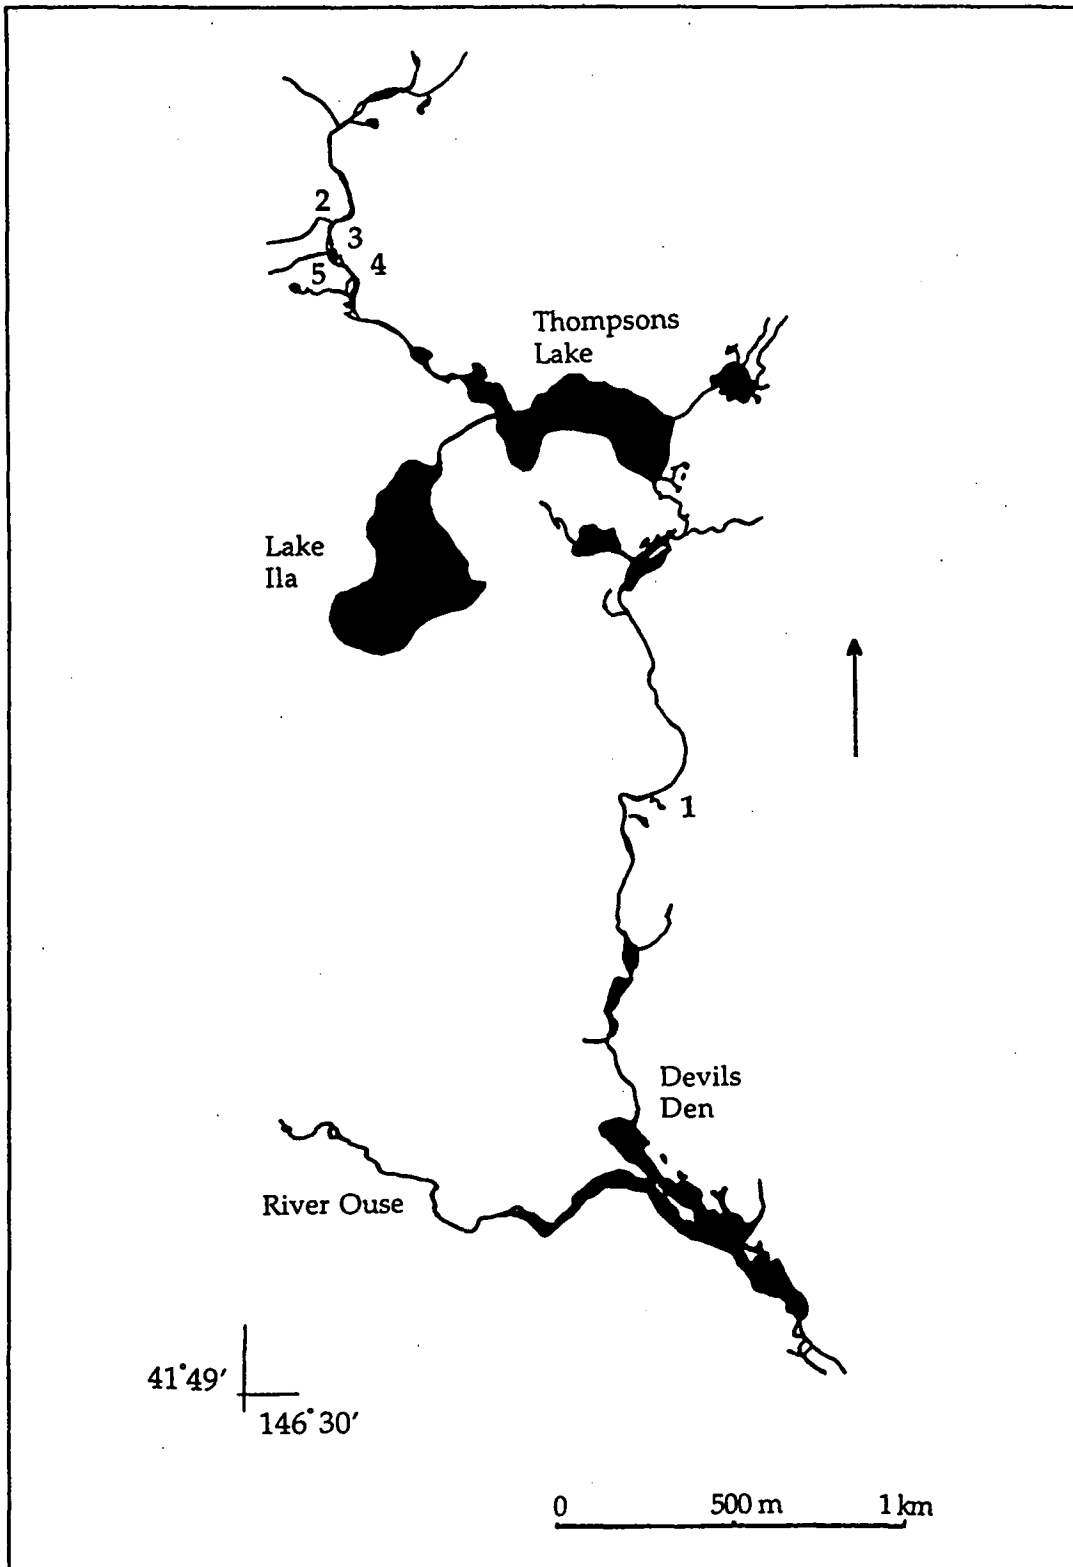 2
3
4
5
Thompsons
Lake
Lake
Ila
1
Devils
Den
River Ouse
41°49′
146°30′
0 500 m 1 km